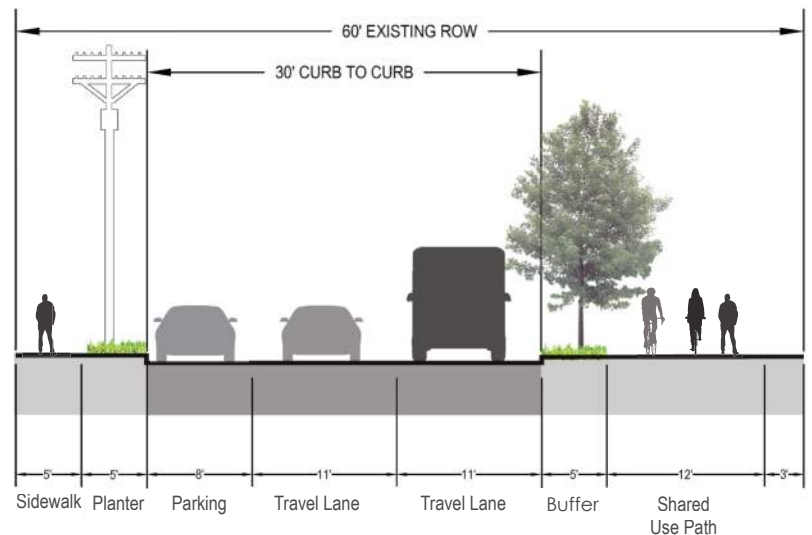 60' EXISTING ROW
30' CURB TO CURB
5' 5' 8' 11' 11' 5' 12' 3'
Sidewalk Planter Parking Travel Lane Travel Lane Buffer Shared
Use Path